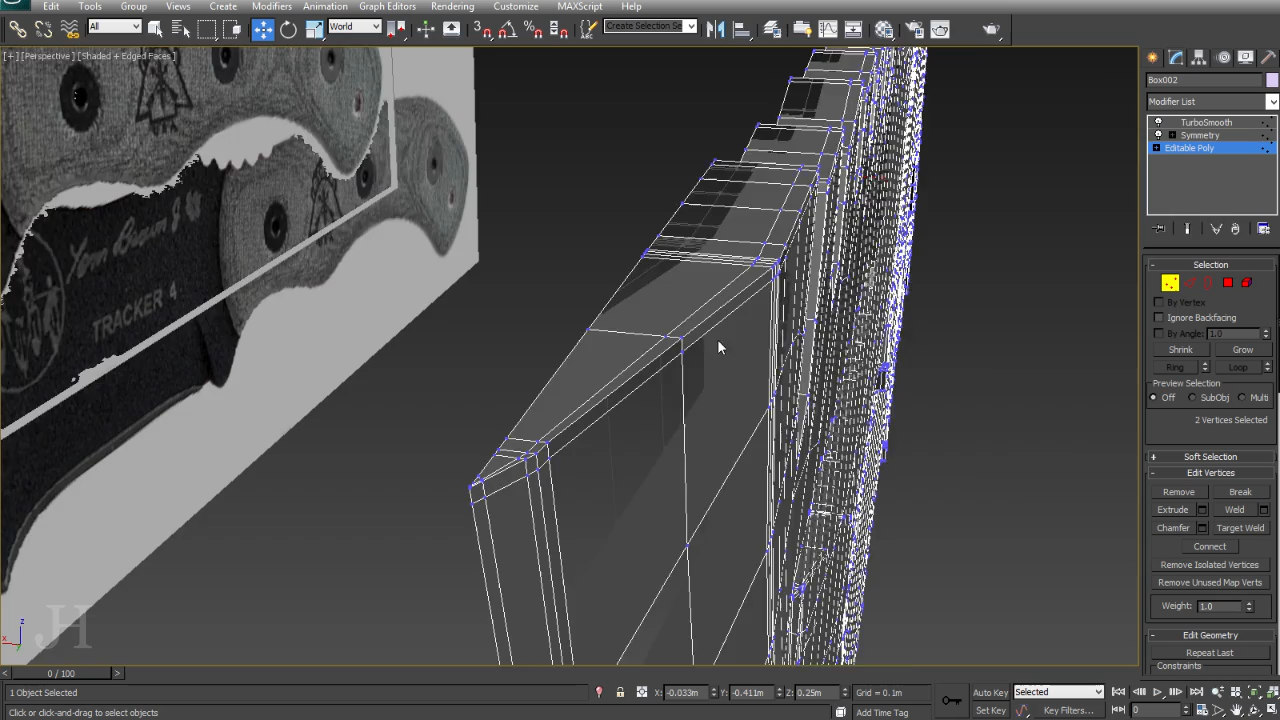 Edit Tools Group Views Create Modifiers Animation Graph Editors Rendering Customize MAXScript Help
All World Create Selection Se
[+] [Perspective] [Shaded + Edged Faces]
Box002
Modifier List
TurboSmooth
Symmetry
Editable Poly
- Selection
By Vertex
Ignore Backfacing
By Angle: 1.0
Shrink Grow
Ring Loop
Preview Selection
Off SubObj Multi
2 Vertices Selected
+ Soft Selection
- Edit Vertices
Remove Break
Extrude Weld
Chamfer Target Weld
Connect
Remove Isolated Vertices
Remove Unused Map Verts
Weight: 1.0
- Edit Geometry
Repeat Last
Constraints
TRACKER 4
JH
z
x
< 0 / 100 >
1 Object Selected X: -0.033m Y: -0.411m Z: 0.25m Grid = 0.1m Auto Key Selected
Click or click-and-drag to select objects Add Time Tag Set Key Key Filters... 0